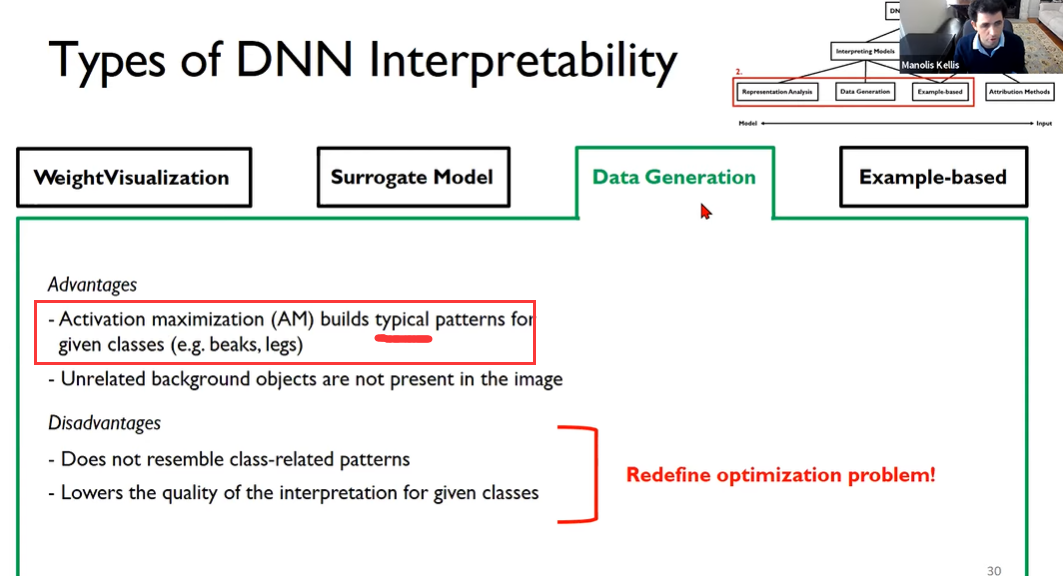 Types of DNN Interpretability
Interpreting Models
Manolis Kellis
2.
Representation Analysis
Data Generation
Example-based
Attribution Methods
Model
Input
WeightVisualization
Surrogate Model
Data Generation
Example-based
Advantages
- Activation maximization (AM) builds typical patterns for
given classes (e.g. beaks, legs)
- Unrelated background objects are not present in the image
Disadvantages
- Does not resemble class-related patterns
- Lowers the quality of the interpretation for given classes
Redefine optimization problem!
30